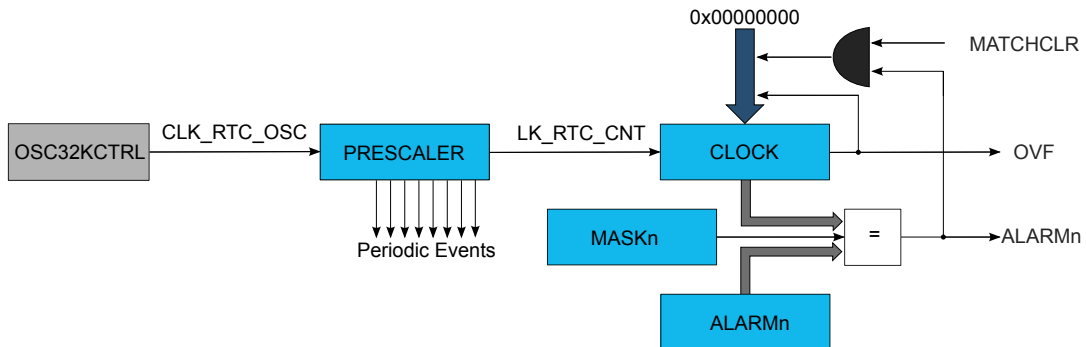 0x00000000
MATCHCLR
CLK_RTC_OSC
LK_RTC_CNT
OSC32KCTRL
PRESCALER
CLOCK
OVF
Periodic Events
MASKn
=
ALARMn
ALARMn